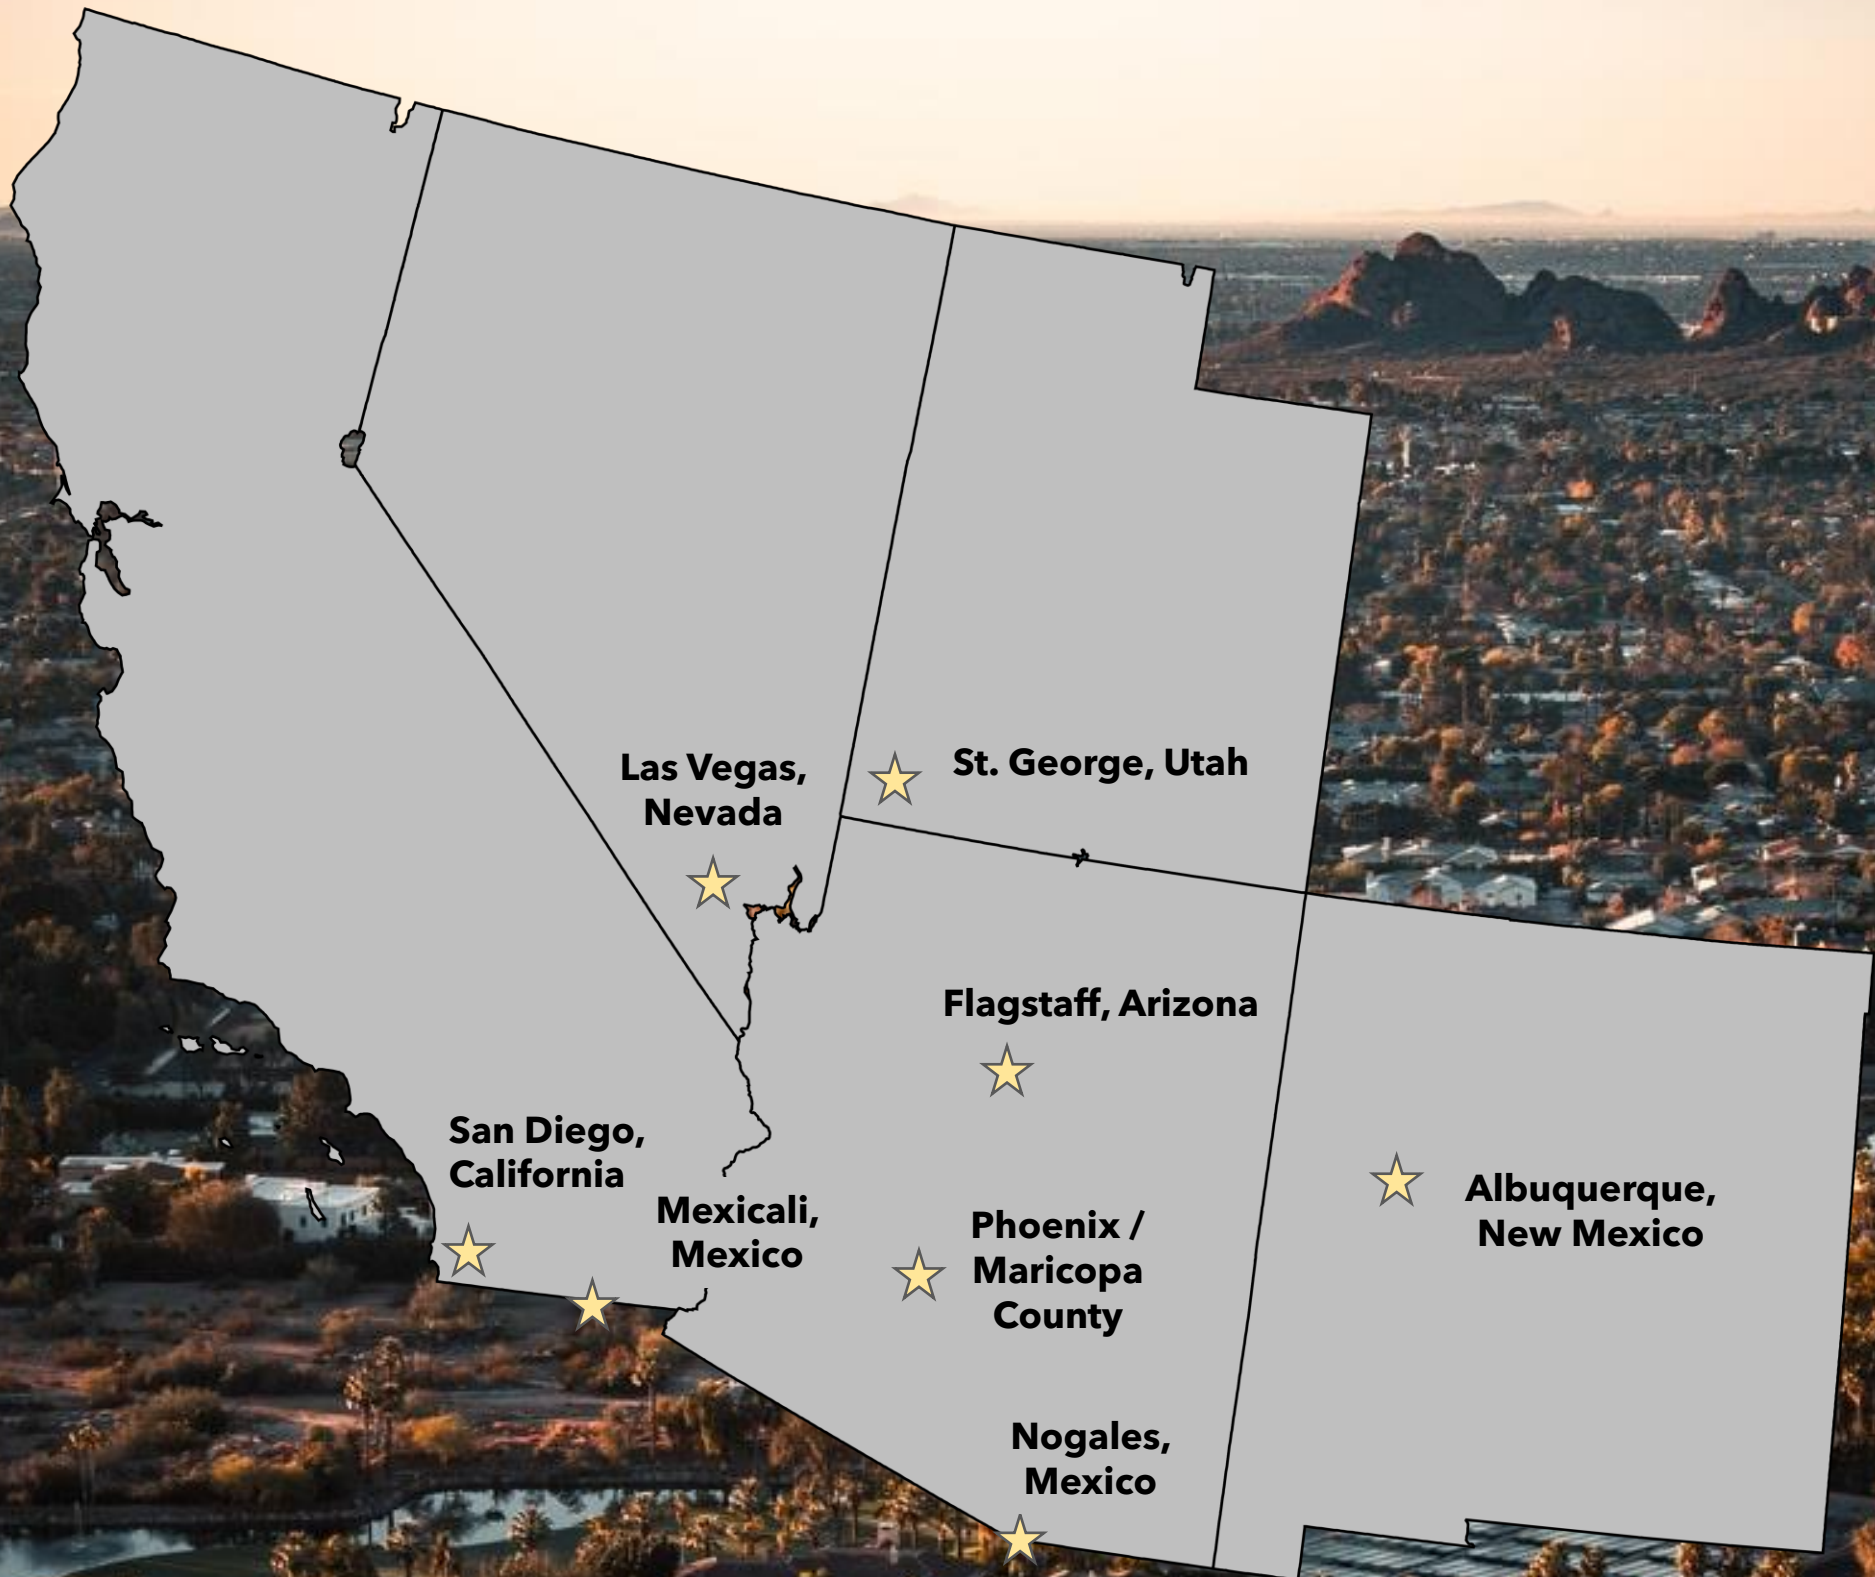 Las Vegas,
Nevada
St. George, Utah
Flagstaff, Arizona
San Diego,
California
Mexicali,
Mexico
Phoenix /
Maricopa
County
Albuquerque,
New Mexico
Nogales,
Mexico